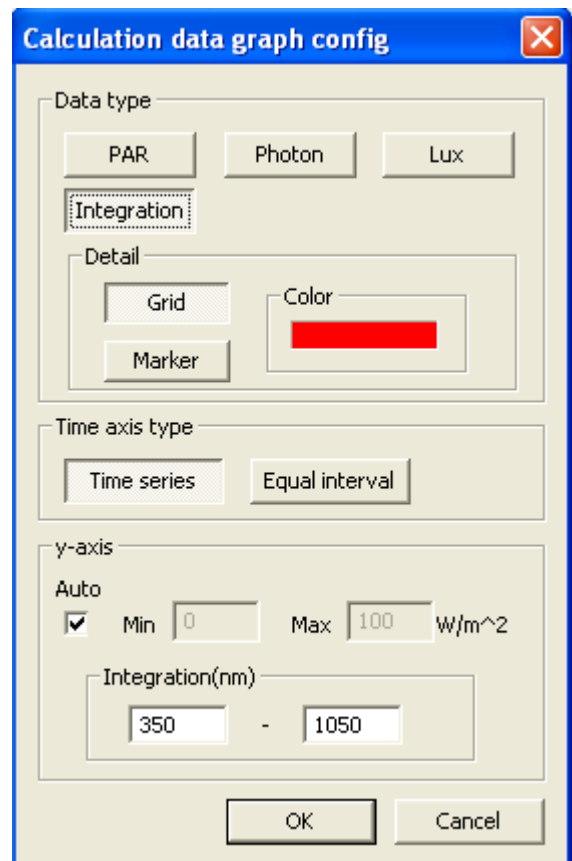 Calculation data graph config
Data type
PAR Photon Lux
Integration
Detail
Grid
Color
Marker
Time axis type
Time series Equal interval
y-axis
Auto
Min 0 Max 100 W/m^2
Integration(nm)
350 - 1050
OK Cancel